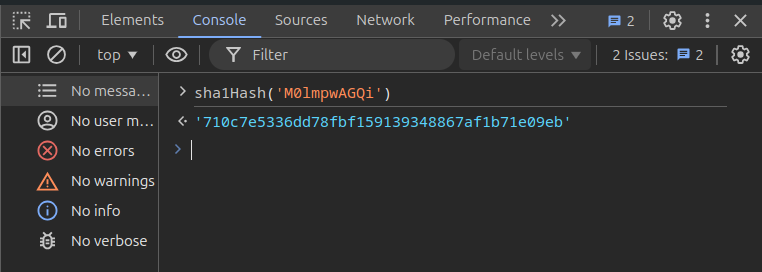 Elements Console Sources Network Performance 2
top Filter Default levels 2 Issues: 2
No messa... sha1Hash('M0lmpwAGQi')
No user m... '710c7e5336dd78fbf159139348867af1b71e09eb'
No errors
No warnings
No info
No verbose